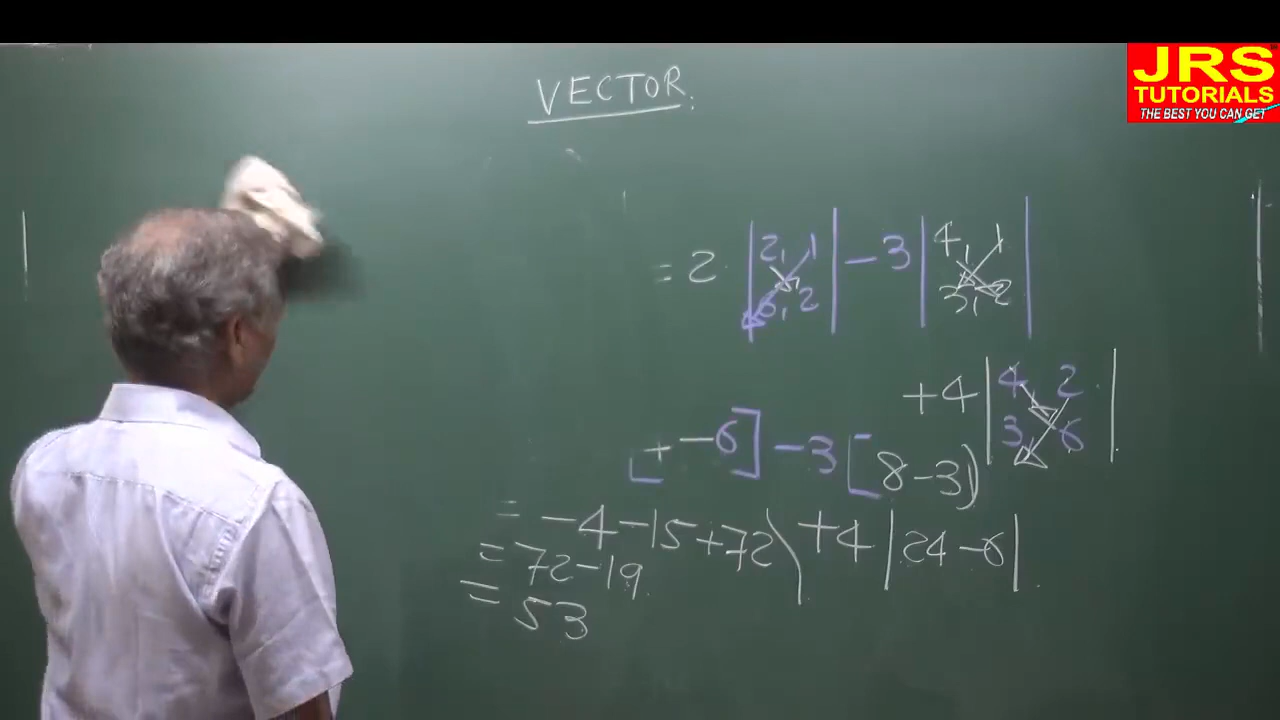 JRS
TUTORIALS
THE BEST YOU CAN GET
VECTOR.
= 2 |2, 1| - 3 |4, 1|
|6, 2| |3, 2|
+4 |4 2|
|3, 6|
-6] - 3 [8-3)
= -4 -15 +72 ) +4 |24 -6|
= 72-19
= 53